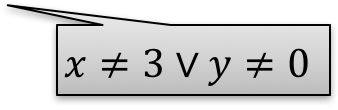 x ≠ 3 ∨ y ≠ 0